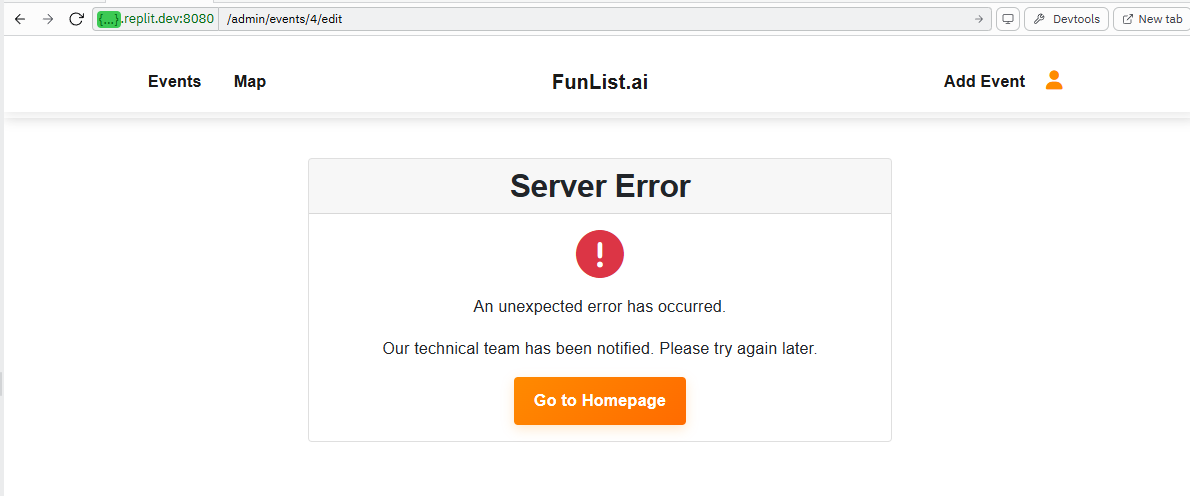 {...}.replit.dev:8080 /admin/events/4/edit Devtools New tab
Events Map FunList.ai Add Event
Server Error
An unexpected error has occurred.
Our technical team has been notified. Please try again later.
Go to Homepage